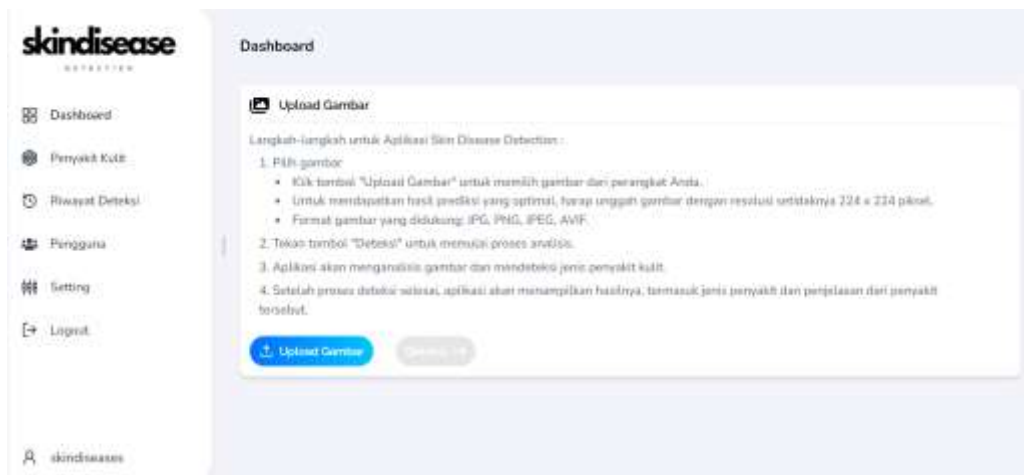 skindisease
DETECTION
Dashboard
Penyakit Kulit
Riwayat Deteksi
Pengguna
Setting
Logout
skindiseases
Dashboard
Upload Gambar
Langkah-langkah untuk Aplikasi Skin Disease Detection :
1. Pilih gambar
• Klik tombol "Upload Gambar" untuk memilih gambar dari perangkat Anda.
• Untuk mendapatkan hasil prediksi yang optimal, harap unggah gambar dengan resolusi setidaknya 224 x 224 piksel.
• Format gambar yang didukung: JPG, PNG, JPEG, AVIF.
2. Tekan tombol "Deteksi" untuk memulai proses analisis.
3. Aplikasi akan menganalisis gambar dan mendeteksi jenis penyakit kulit.
4. Setelah proses deteksi selesai, aplikasi akan menampilkan hasilnya, termasuk jenis penyakit dan penjelasan dari penyakit
tersebut.
Upload Gambar